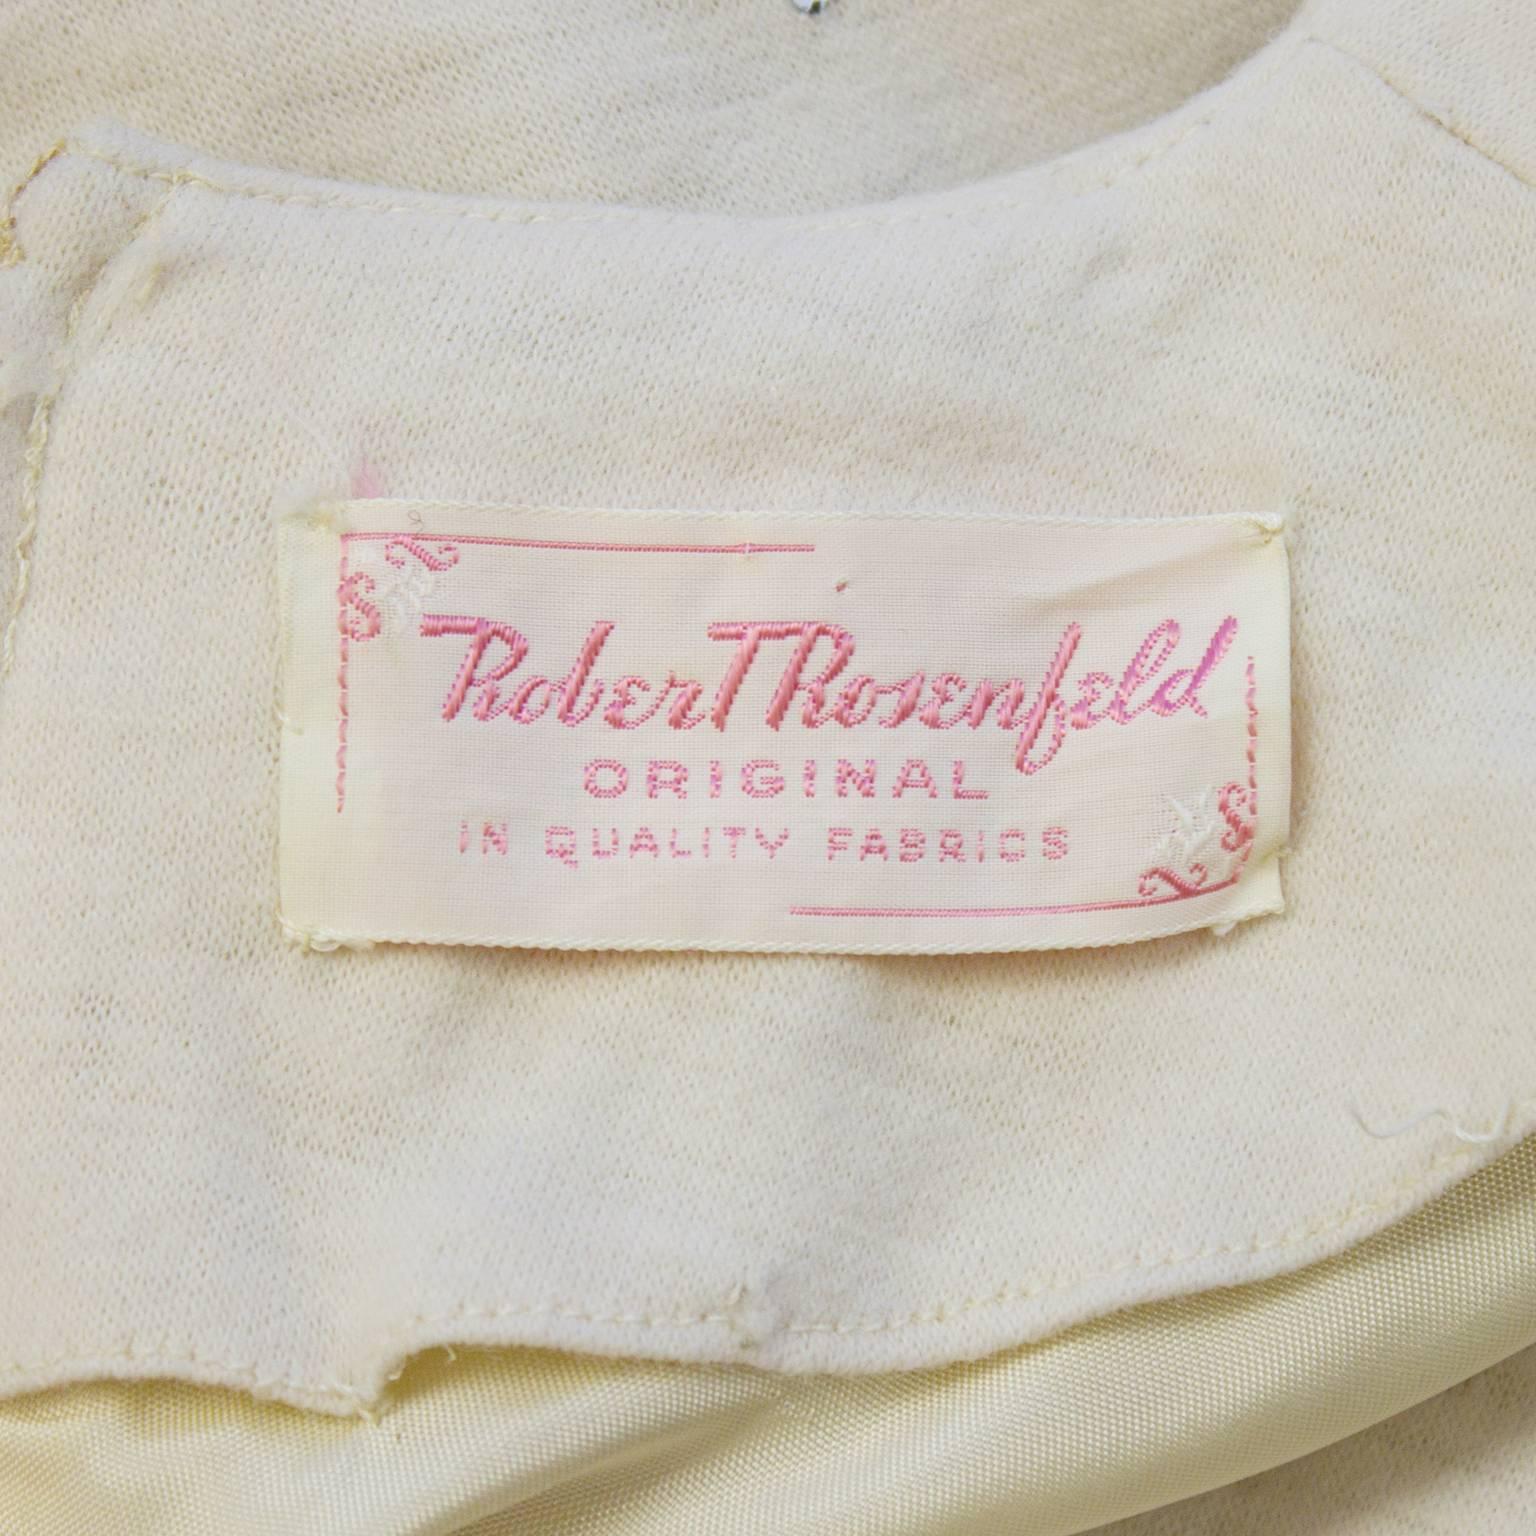 Robert Rosenfeld
ORIGINAL
IN QUALITY FABRICS